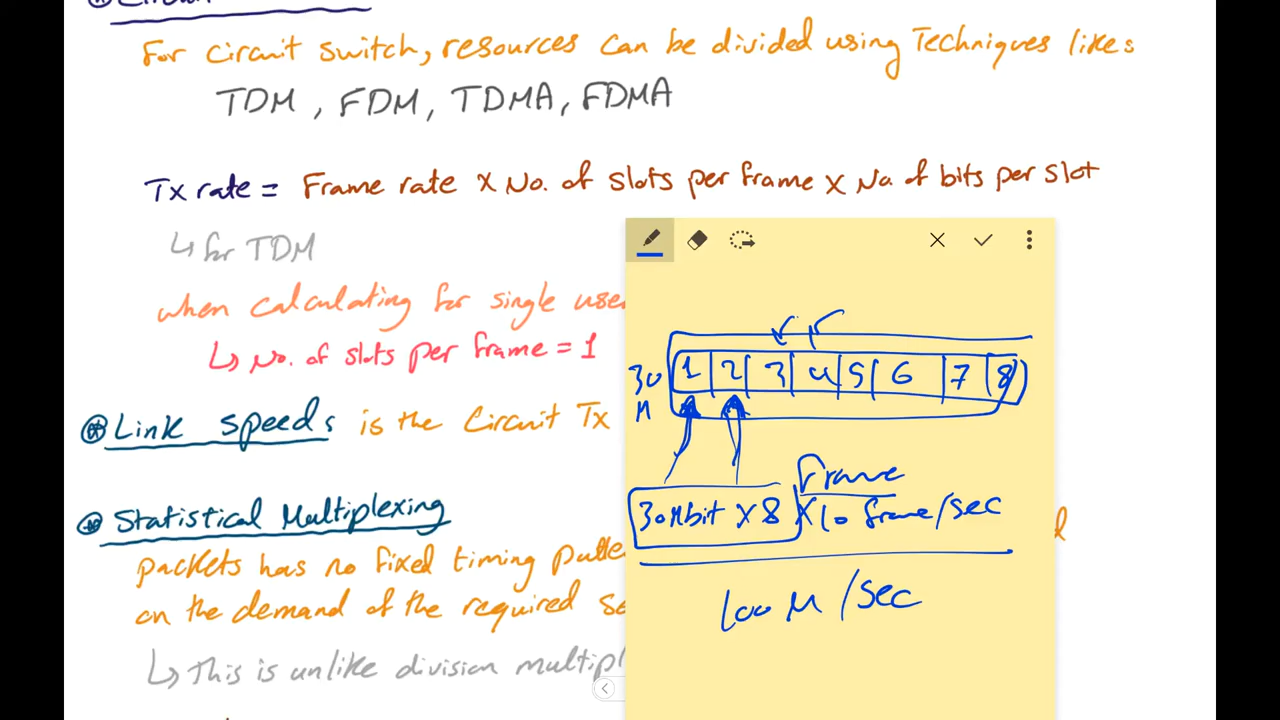 For Circuit switch, resources can be divided using Techniques like:
TDM, FDM, TDMA, FDMA
Tx rate = Frame rate x No. of slots per frame x No. of bits per slot
↳ for TDM
when calculating for single user
↳ No. of slots per frame = 1
Link speeds is the Circuit Tx
Statistical Multiplexing
packets has no fixed timing
on the demand of the required
↳ This is unlike division
1 2 3 4 5 6 7 8
30
M
Frame
30Mbit x 8 x 10 frame/sec
100 M /sec